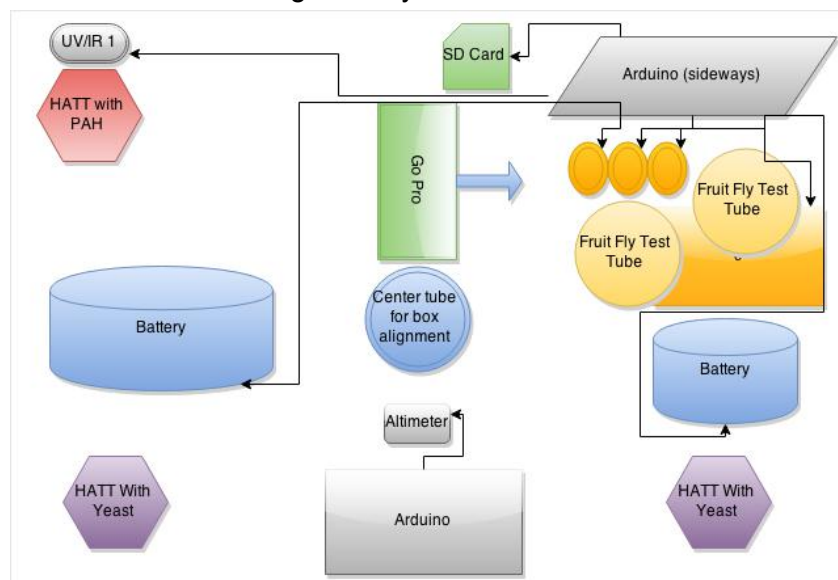 UV/IR 1
SD Card
Arduino (sideways)
HATT with
PAH
Go Pro
Fruit Fly Test
Tube
Fruit Fly Test
Tube
Center tube
for box
alignment
Battery
Battery
Altimeter
HATT With
Yeast
Arduino
HATT With
Yeast